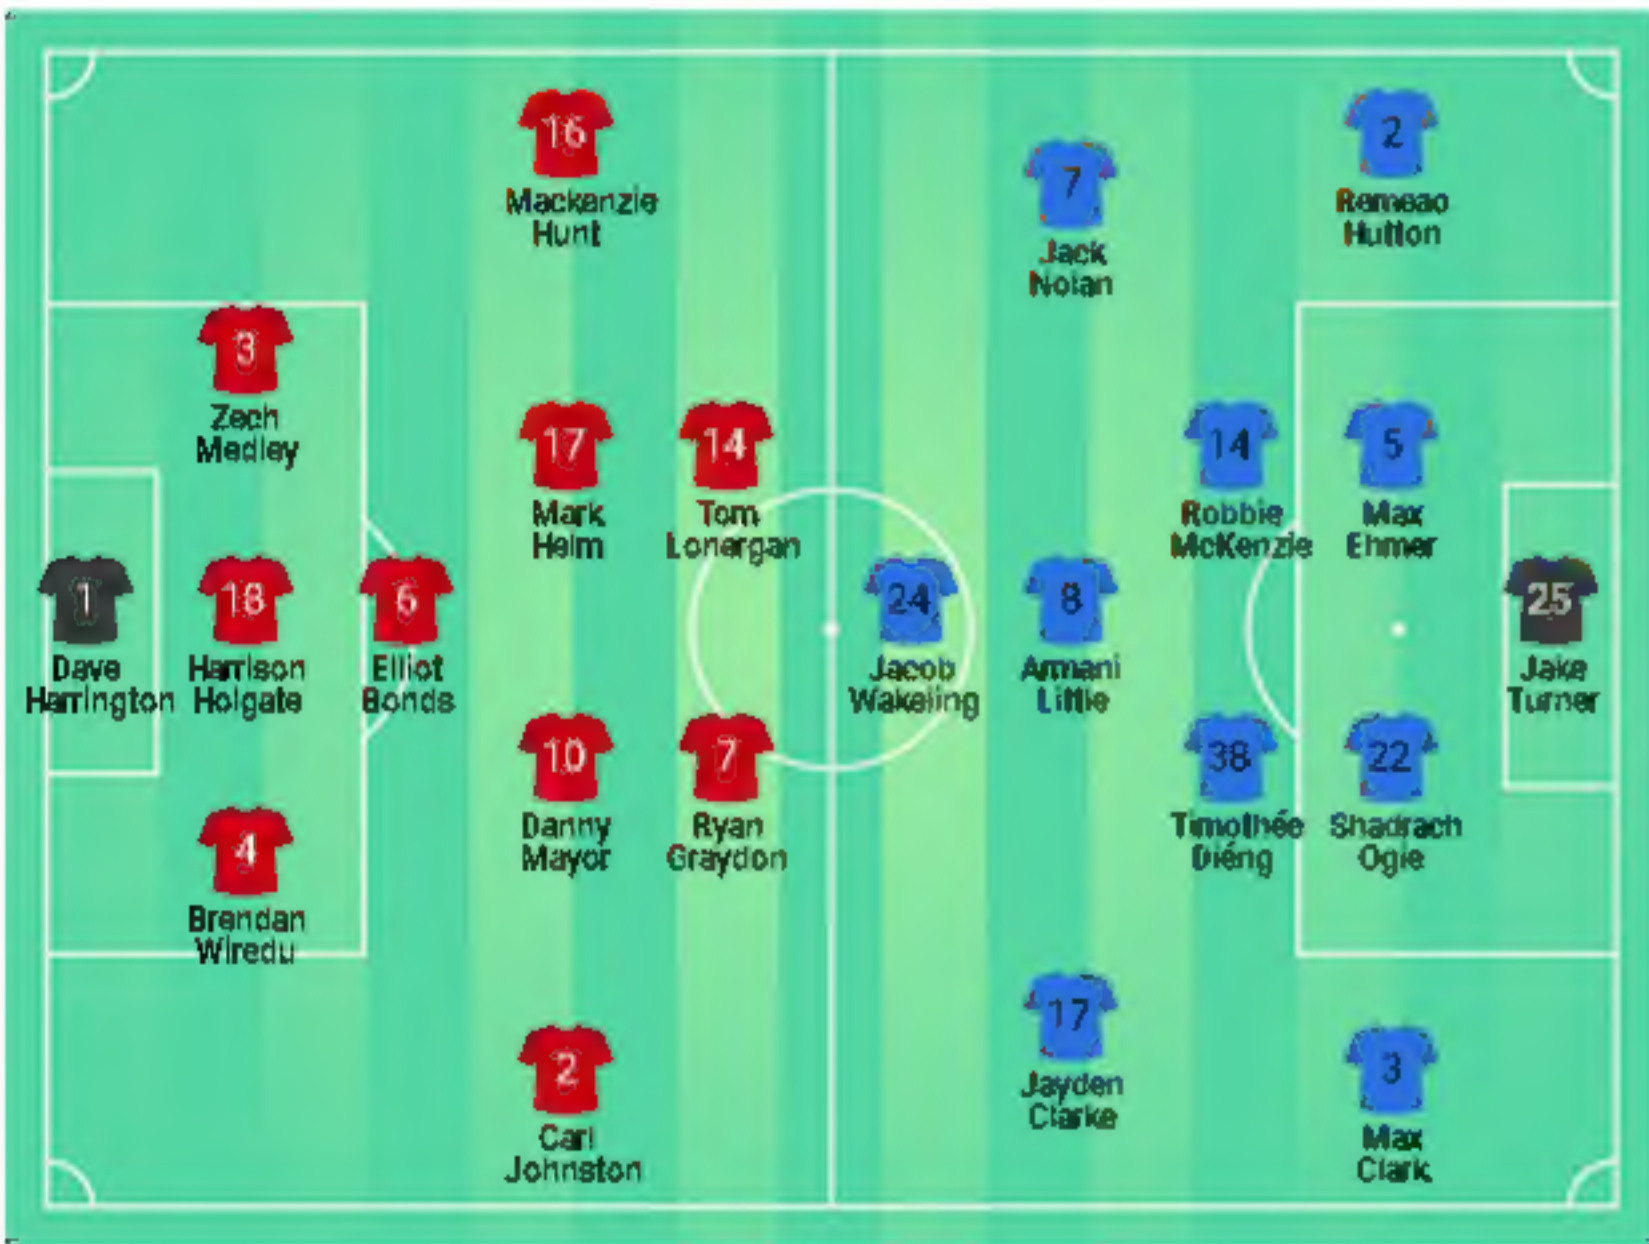 16
Mackenzie
Hunt
2
Remeao
Hutton
7
Jack
Nolan
3
Zech
Medley
17
Mark
Helm
14
Tom
Lonergan
14
Robbie
McKenzie
5
Max
Ehmer
1
Dave
Harrington
18
Harrison
Holgate
6
Elliot
Bonds
24
Jacob
Wakeling
8
Armani
Little
25
Jake
Turner
10
Danny
Mayor
7
Ryan
Graydon
38
Timothée
Diéng
22
Shadrach
Ogie
4
Brendan
Wiredu
17
Jayden
Clarke
2
Carl
Johnston
3
Max
Clark